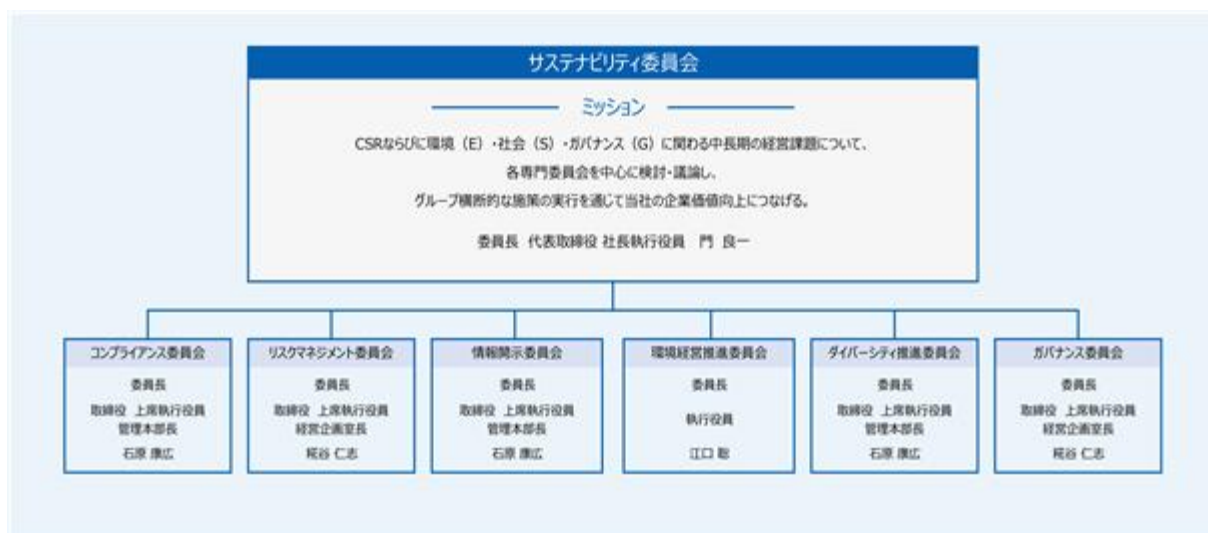 サステナビリティ委員会
ミッション
CSRならびに環境（E）・社会（S）・ガバナンス（G）に関わる中長期の経営課題について、
各専門委員会を中心に検討・議論し、
グループ横断的な施策の実行を通じて当社の企業価値向上につなげる。
委員長 代表取締役 社長執行役員 門 良一
コンプライアンス委員会
委員長
取締役 上席執行役員
管理本部長
石原 康広
リスクマネジメント委員会
委員長
取締役 上席執行役員
経営企画室長
糀谷 仁志
情報開示委員会
委員長
取締役 上席執行役員
管理本部長
石原 康広
環境経営推進委員会
委員長
執行役員
江口 聡
ダイバーシティ推進委員会
委員長
取締役 上席執行役員
管理本部長
石原 康広
ガバナンス委員会
委員長
取締役 上席執行役員
経営企画室長
糀谷 仁志